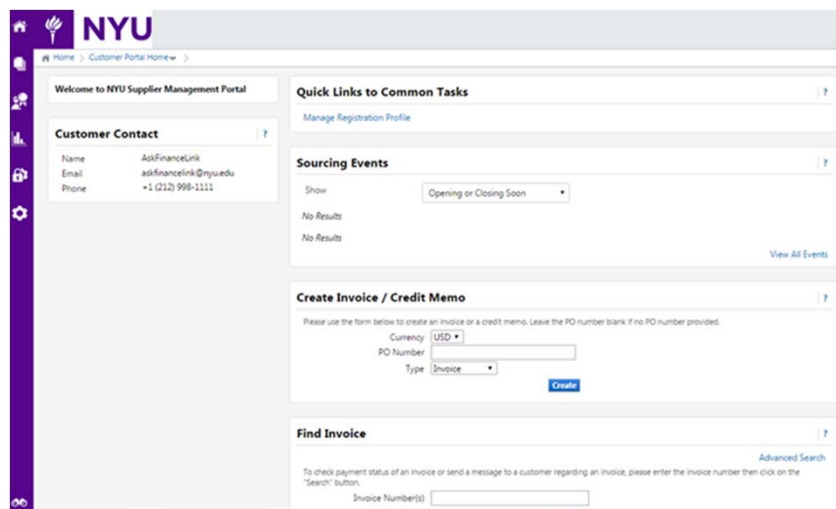 NYU
Home > Customer Portal Home >
Welcome to NYU Supplier Management Portal
Customer Contact ?
Name AskFinanceLink
Email askfinancelink@nyu.edu
Phone +1 (212) 998-1111
Quick Links to Common Tasks ?
Manage Registration Profile
Sourcing Events ?
Show Opening or Closing Soon
No Results
No Results
View All Events
Create Invoice / Credit Memo ?
Please use the form below to create an invoice or a credit memo. Leave the PO number blank if no PO number provided.
Currency USD
PO Number
Type Invoice
Create
Find Invoice ?
Advanced Search
To check payment status of an invoice or send a message to a customer regarding an invoice, please enter the invoice number then click on the
"Search" button.
Invoice Number(s)